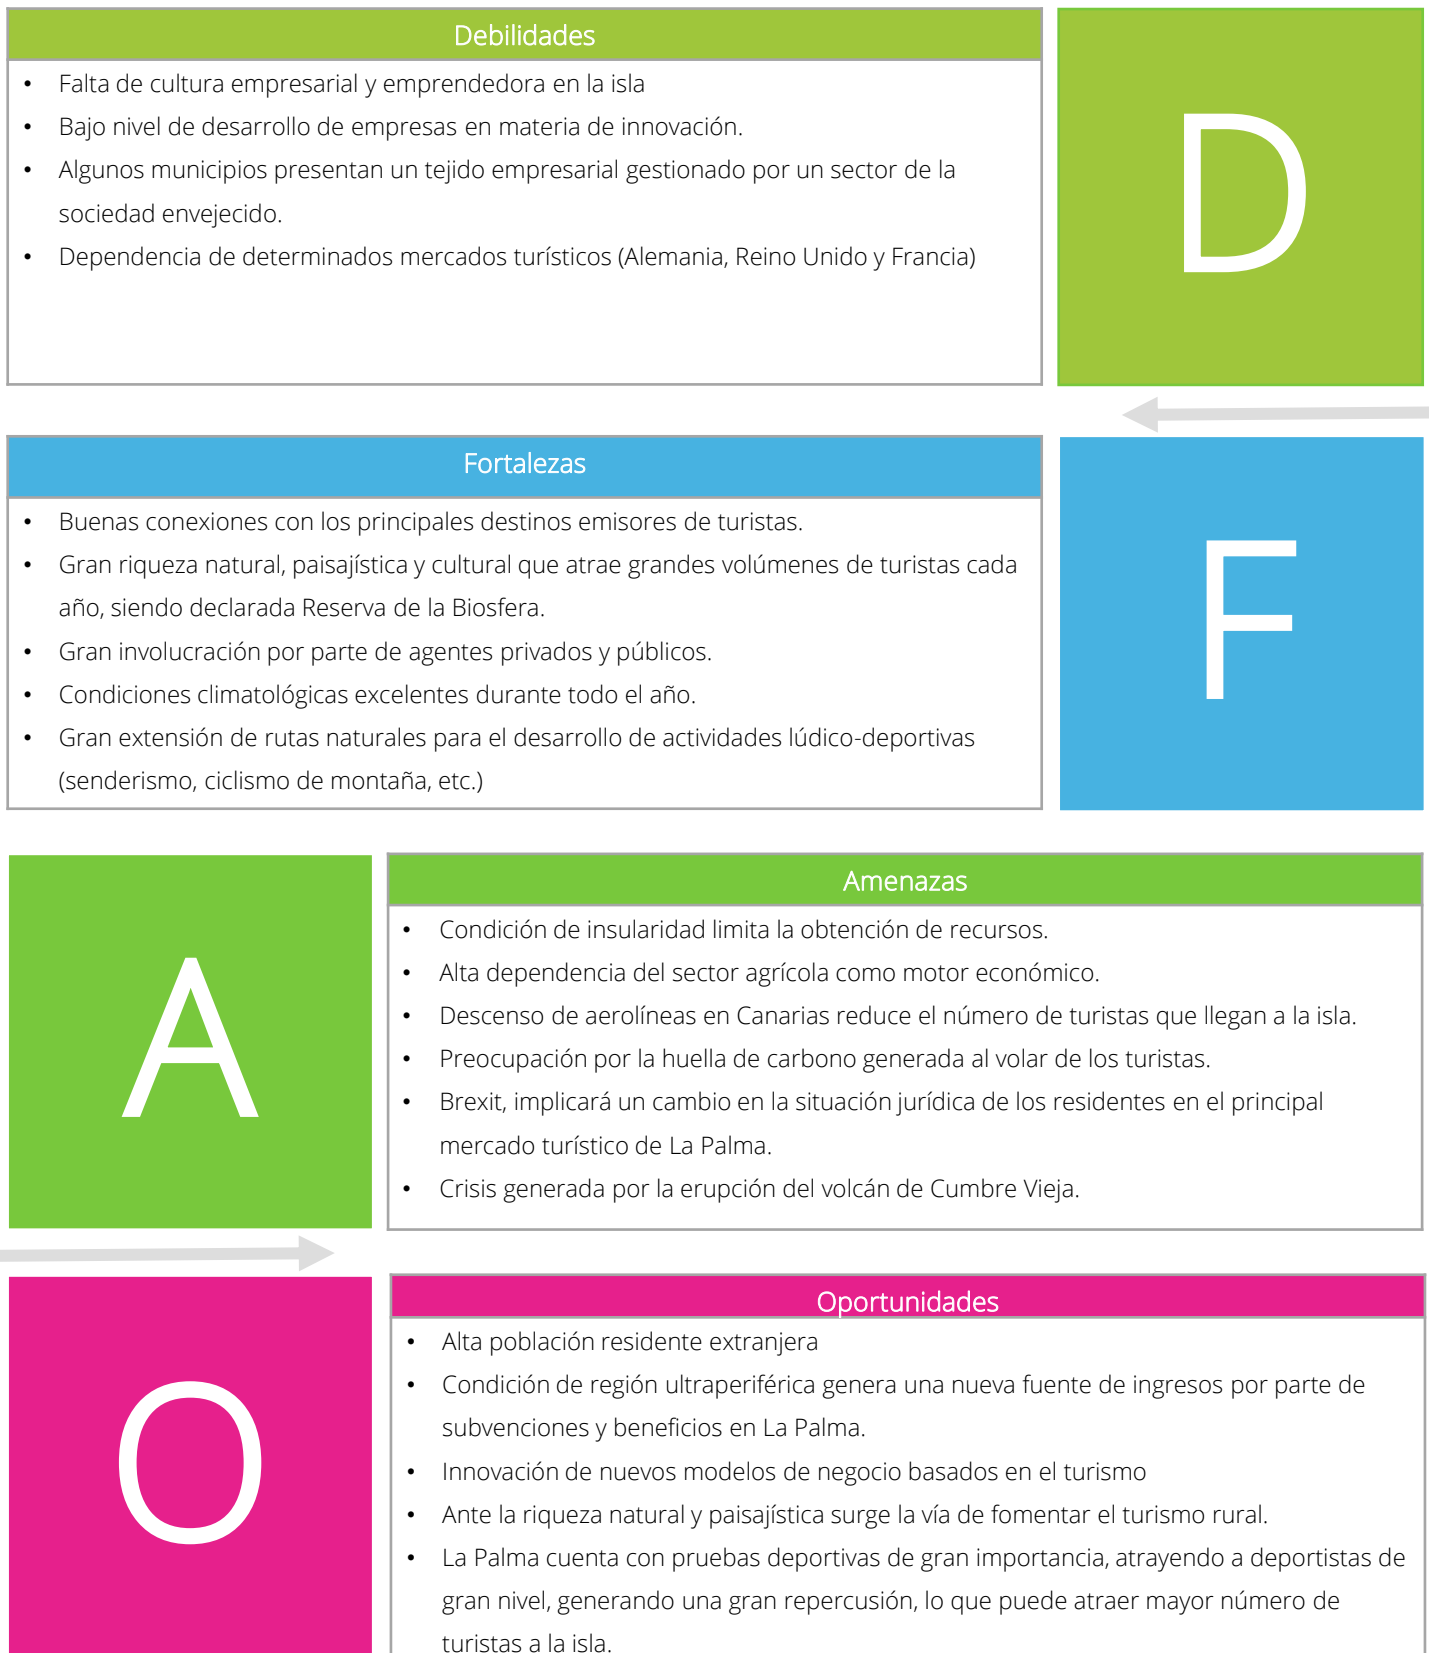 Debilidades
• Falta de cultura empresarial y emprendedora en la isla
• Bajo nivel de desarrollo de empresas en materia de innovación.
• Algunos municipios presentan un tejido empresarial gestionado por un sector de la
sociedad envejecido.
• Dependencia de determinados mercados turísticos (Alemania, Reino Unido y Francia)
D
Fortalezas
• Buenas conexiones con los principales destinos emisores de turistas.
• Gran riqueza natural, paisajística y cultural que atrae grandes volúmenes de turistas cada
año, siendo declarada Reserva de la Biosfera.
• Gran involucración por parte de agentes privados y públicos.
• Condiciones climatológicas excelentes durante todo el año.
• Gran extensión de rutas naturales para el desarrollo de actividades lúdico-deportivas
(senderismo, ciclismo de montaña, etc.)
F
A
Amenazas
• Condición de insularidad limita la obtención de recursos.
• Alta dependencia del sector agrícola como motor económico.
• Descenso de aerolíneas en Canarias reduce el número de turistas que llegan a la isla.
• Preocupación por la huella de carbono generada al volar de los turistas.
• Brexit, implicará un cambio en la situación jurídica de los residentes en el principal
mercado turístico de La Palma.
• Crisis generada por la erupción del volcán de Cumbre Vieja.
O
Oportunidades
• Alta población residente extranjera
• Condición de región ultraperiférica genera una nueva fuente de ingresos por parte de
subvenciones y beneficios en La Palma.
• Innovación de nuevos modelos de negocio basados en el turismo
• Ante la riqueza natural y paisajística surge la vía de fomentar el turismo rural.
• La Palma cuenta con pruebas deportivas de gran importancia, atrayendo a deportistas de
gran nivel, generando una gran repercusión, lo que puede atraer mayor número de
turistas a la isla.